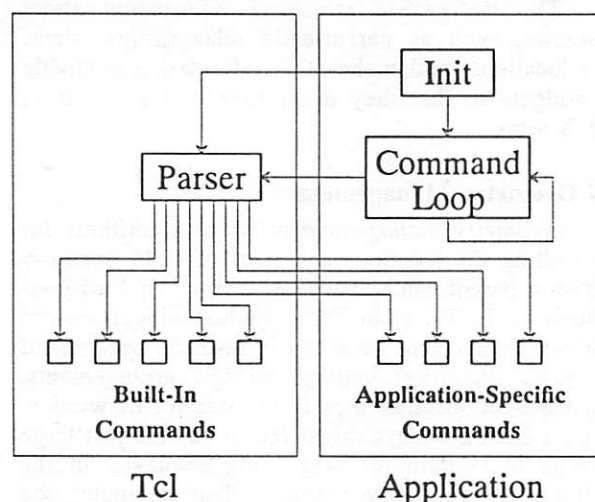 Init
Parser
Command
Loop
Built-In
Commands
Application-Specific
Commands
Tcl
Application